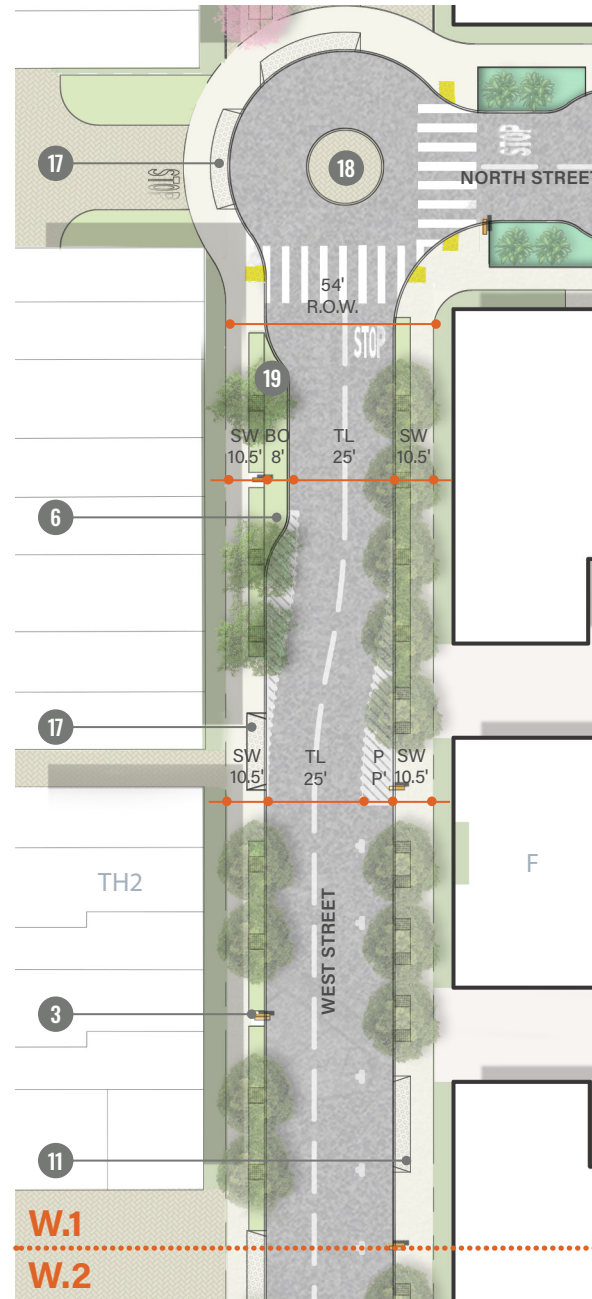 17
STOP
18
STOP
NORTH STREET
54'
R.O.W.
STOP
19
SW BO TL SW
10.5' 8' 25' 10.5'
6
17
SW TL P SW
10.5' 25' P' 10.5'
TH2
F
WEST STREET
3
11
W.1
W.2